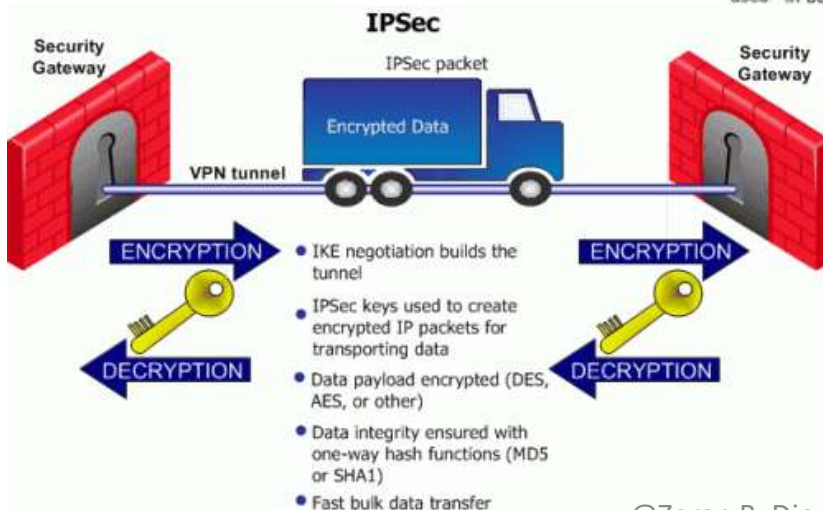 IPSec
Security
Gateway
IPSec packet
Security
Gateway
Encrypted Data
VPN tunnel
ENCRYPTION
DECRYPTION
IKE negotiation builds the
tunnel
IPSec keys used to create
encrypted IP packets for
transporting data
Data payload encrypted (DES,
AES, or other)
Data integrity ensured with
one-way hash functions (MD5
or SHA1)
Fast bulk data transfer
ENCRYPTION
DECRYPTION